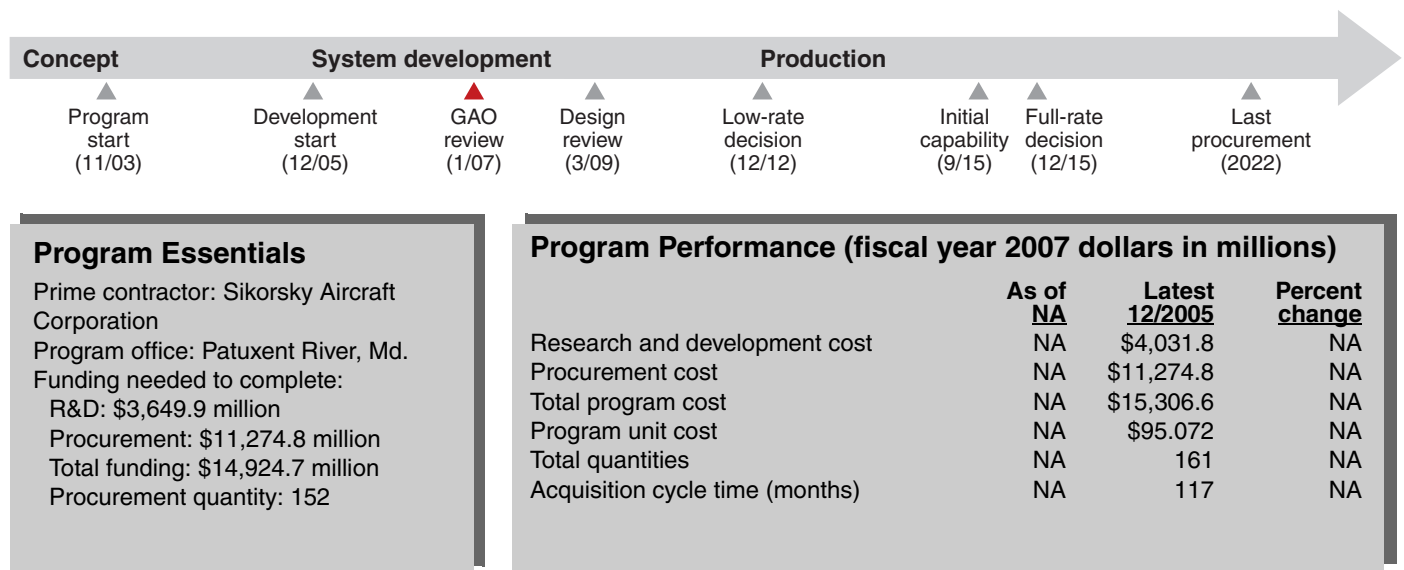 Concept System development Production
Program start (11/03)
Development start (12/05)
GAO review (1/07)
Design review (3/09)
Low-rate decision (12/12)
Initial capability (9/15)
Full-rate decision (12/15)
Last procurement (2022)
Program Essentials
Prime contractor: Sikorsky Aircraft
Corporation
Program office: Patuxent River, Md.
Funding needed to complete:
R&D: $3,649.9 million
Procurement: $11,274.8 million
Total funding: $14,924.7 million
Procurement quantity: 152
Program Performance (fiscal year 2007 dollars in millions)
As of Latest Percent
NA 12/2005 change
Research and development cost NA $4,031.8 NA
Procurement cost NA $11,274.8 NA
Total program cost NA $15,306.6 NA
Program unit cost NA $95.072 NA
Total quantities NA 161 NA
Acquisition cycle time (months) NA 117 NA